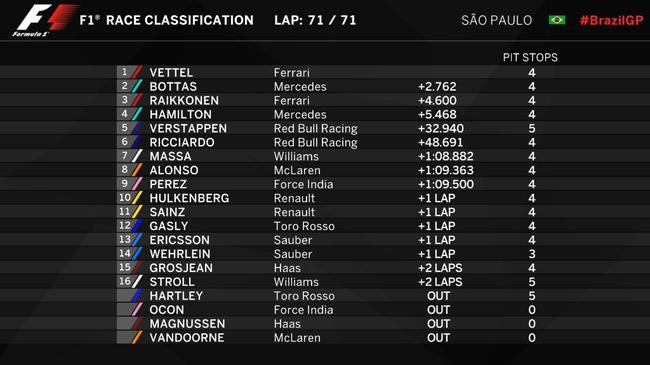 F1
Formula 1®
F1® RACE CLASSIFICATION LAP: 71 / 71 SÃO PAULO #BrazilGP
PIT STOPS
1 VETTEL Ferrari 4
2 BOTTAS Mercedes +2.762 4
3 RAIKKONEN Ferrari +4.600 4
4 HAMILTON Mercedes +5.468 4
5 VERSTAPPEN Red Bull Racing +32.940 5
6 RICCIARDO Red Bull Racing +48.691 4
7 MASSA Williams +1:08.882 4
8 ALONSO McLaren +1:09.363 4
9 PEREZ Force India +1:09.500 4
10 HULKENBERG Renault +1 LAP 4
11 SAINZ Renault +1 LAP 4
12 GASLY Toro Rosso +1 LAP 4
13 ERICSSON Sauber +1 LAP 4
14 WEHRLEIN Sauber +1 LAP 3
15 GROSJEAN Haas +2 LAPS 4
16 STROLL Williams +2 LAPS 5
HARTLEY Toro Rosso OUT 5
OCON Force India OUT 0
MAGNUSSEN Haas OUT 0
VANDOORNE McLaren OUT 0